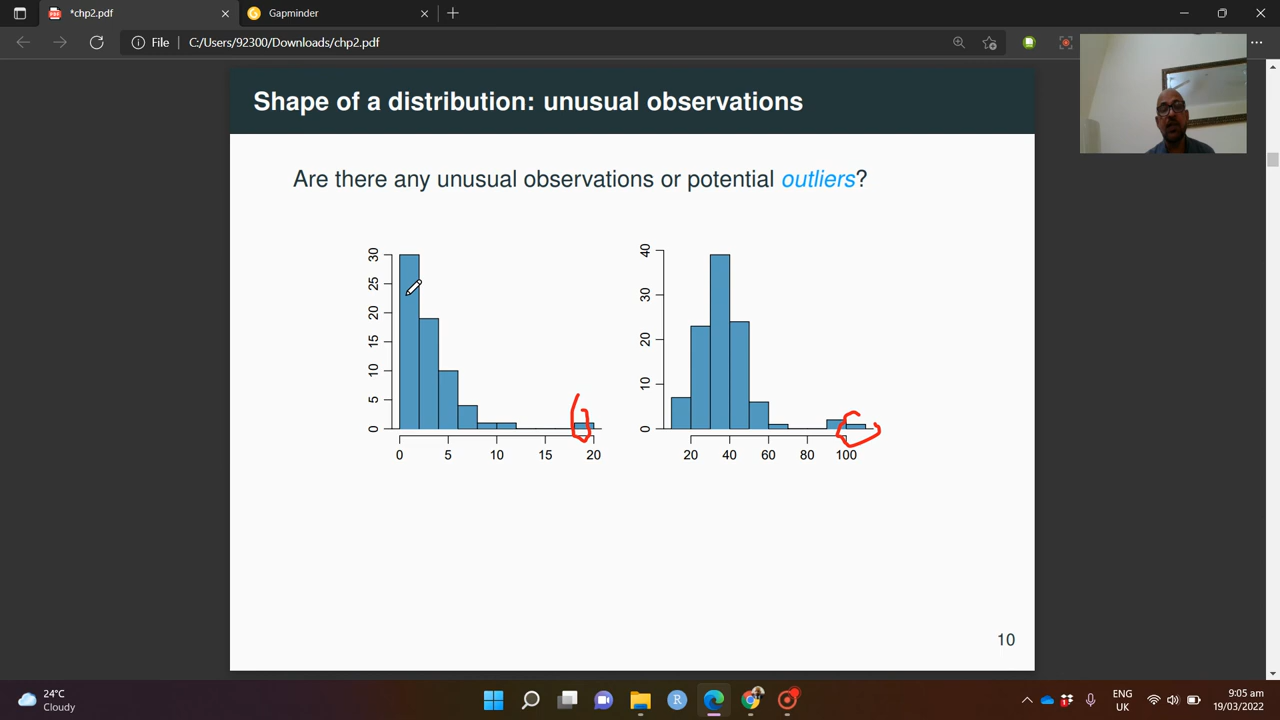 *chp2.pdf
Gapminder
File
C:/Users/92300/Downloads/chp2.pdf
Shape of a distribution: unusual observations
Are there any unusual observations or potential outliers?
30
25
20
15
10
5
0
0 5 10 15 20
40
30
20
10
0
20 40 60 80 100
10
24°C
Cloudy
R
1
ENG
UK
9:05 am
19/03/2022